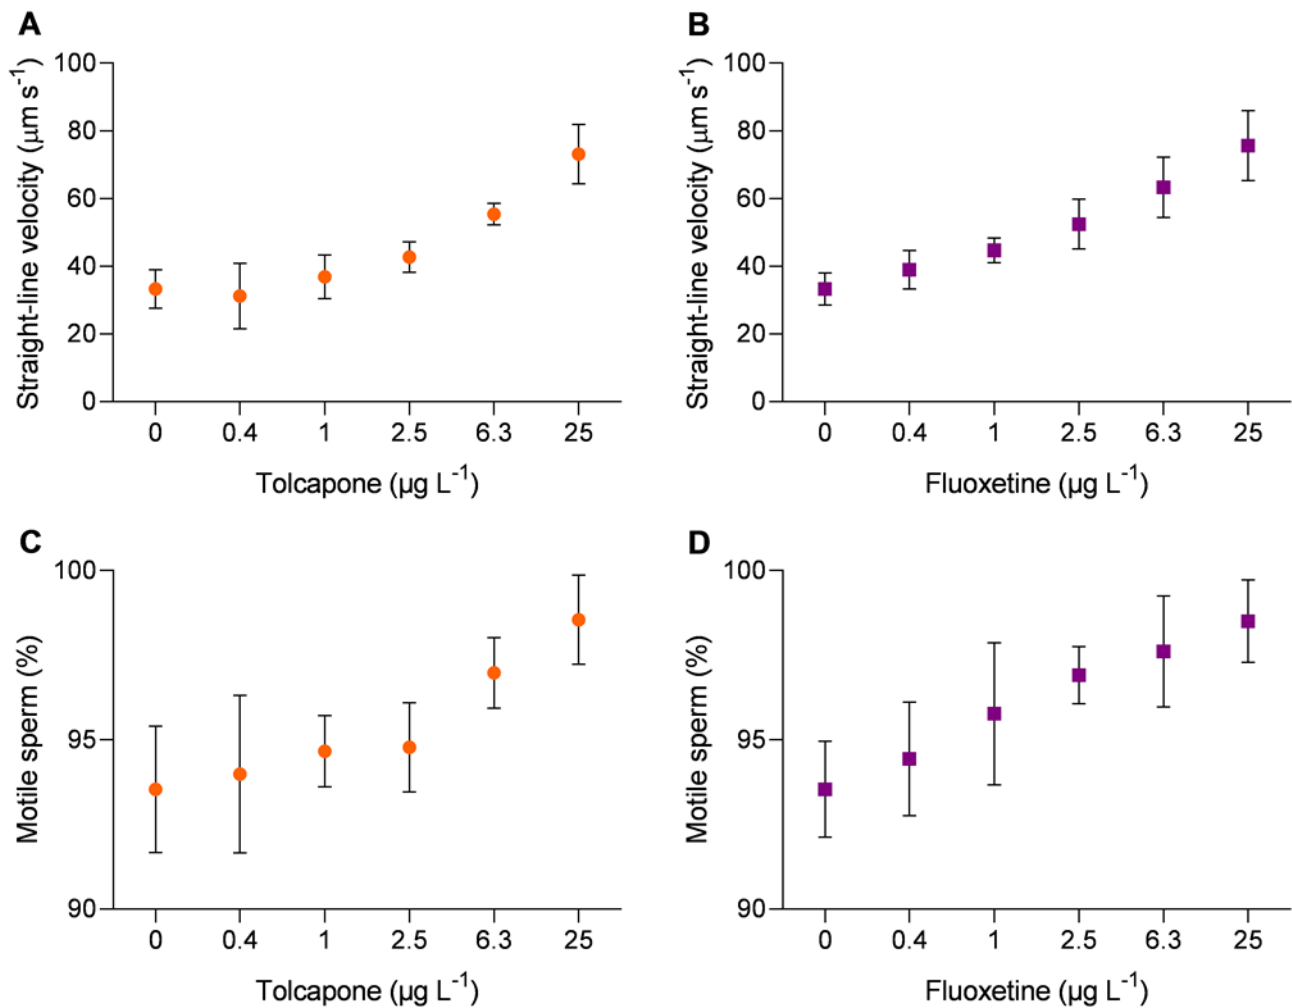 A
Straight-line velocity (µm s⁻¹)
100
80
60
40
20
0
0 0.4 1 2.5 6.3 25
Tolcapone (µg L⁻¹)
B
Straight-line velocity (µm s⁻¹)
100
80
60
40
20
0
0 0.4 1 2.5 6.3 25
Fluoxetine (µg L⁻¹)
C
Motile sperm (%)
100
95
90
0 0.4 1 2.5 6.3 25
Tolcapone (µg L⁻¹)
D
Motile sperm (%)
100
95
90
0 0.4 1 2.5 6.3 25
Fluoxetine (µg L⁻¹)